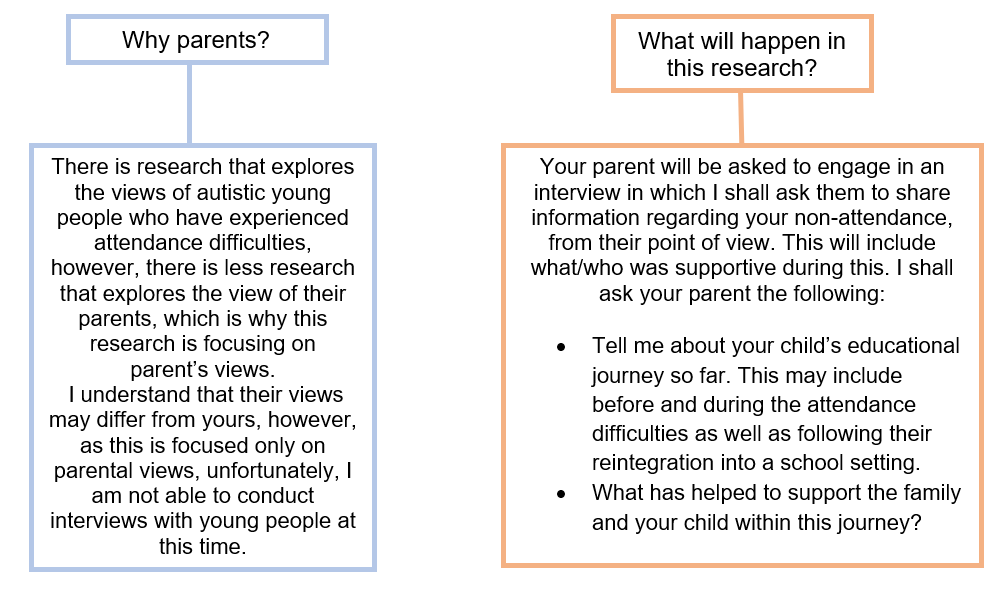 Why parents?
There is research that explores
the views of autistic young
people who have experienced
attendance difficulties,
however, there is less research
that explores the view of their
parents, which is why this
research is focusing on
parent’s views.
I understand that their views
may differ from yours, however,
as this is focused only on
parental views, unfortunately, I
am not able to conduct
interviews with young people at
this time.
What will happen in
this research?
Your parent will be asked to engage in an
interview in which I shall ask them to share
information regarding your non-attendance,
from their point of view. This will include
what/who was supportive during this. I shall
ask your parent the following:
• Tell me about your child’s educational
journey so far. This may include
before and during the attendance
difficulties as well as following their
reintegration into a school setting.
• What has helped to support the family
and your child within this journey?